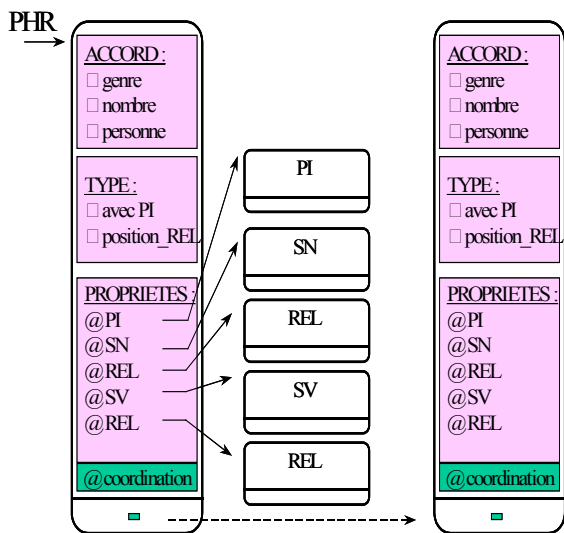 PHR
ACCORD :
□ genre
□ nombre
□ personne
TYPE :
□ avec PI
□ position_REL
PROPRIETES :
@PI
@SN
@REL
@SV
@REL
@coordination
PI
SN
REL
SV
REL
ACCORD :
□ genre
□ nombre
□ personne
TYPE :
□ avec PI
□ position_REL
PROPRIETES :
@PI
@SN
@REL
@SV
@REL
@coordination